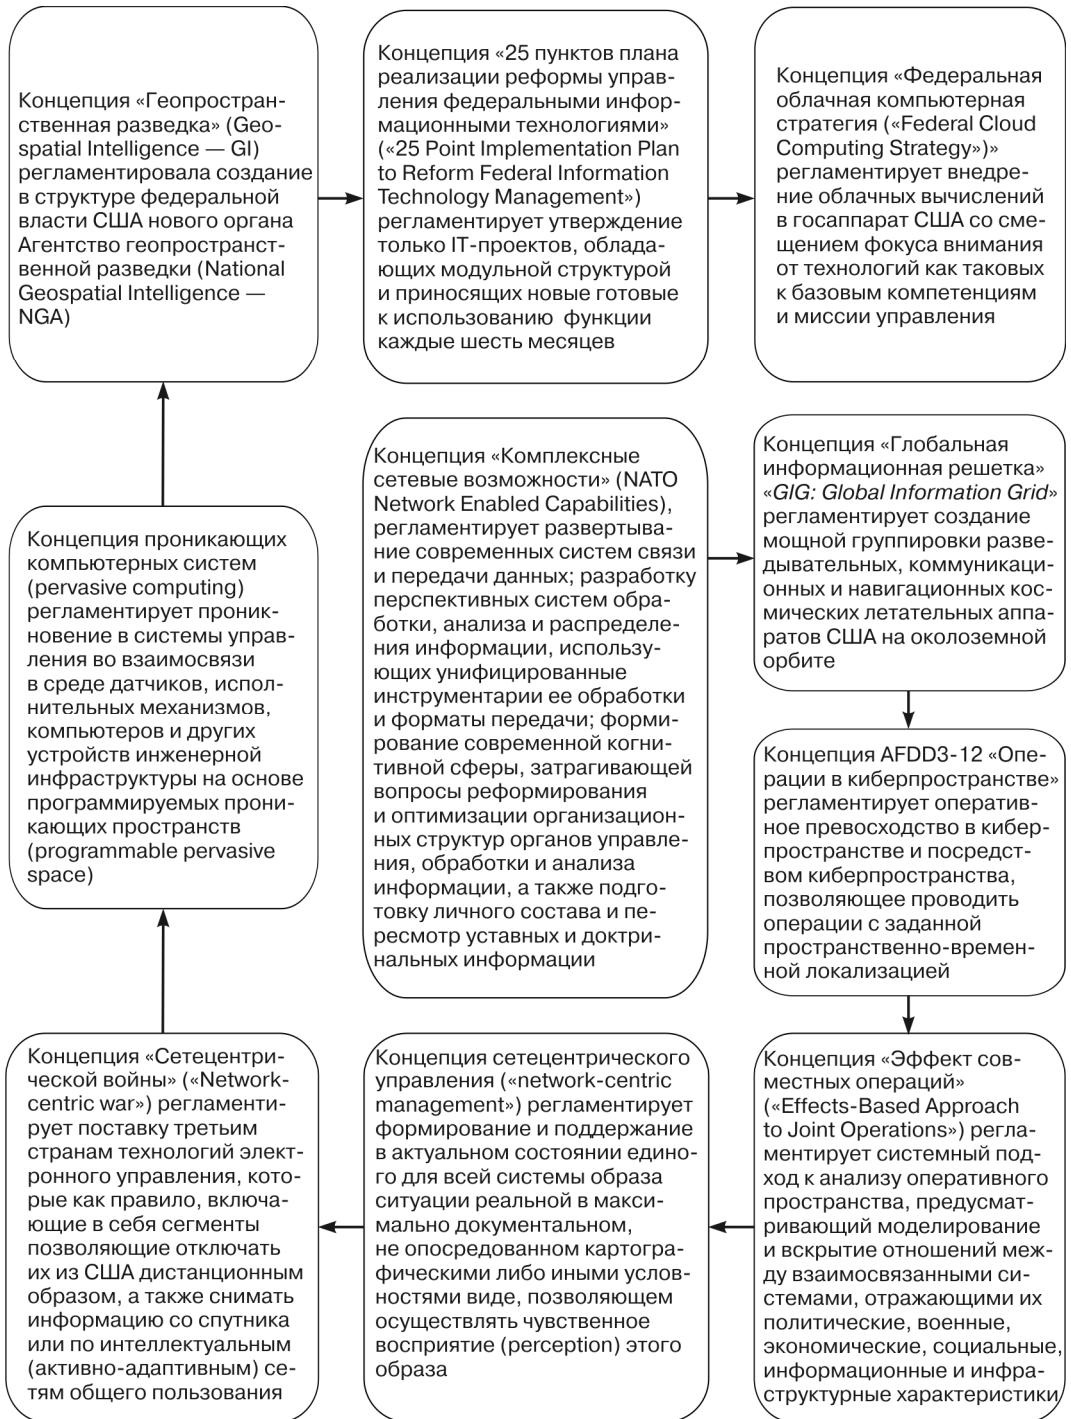 Концепция «Геопростран-
ственная разведка» (Geo-
spatial Intelligence — GI)
регламентировала создание
в структуре федеральной
власти США нового органа
Агентство геопространст-
венной разведки (National
Geospatial Intelligence —
NGA)
Концепция «25 пунктов плана
реализации реформы управ-
ления федеральными инфор-
мационными технологиями»
(«25 Point Implementation Plan
to Reform Federal Information
Technology Management»)
регламентирует утверждение
только IT-проектов, облада-
ющих модульной структурой
и приносящих новые готовые
к использованию функции
каждые шесть месяцев
Концепция «Федеральная
облачная компьютерная
стратегия («Federal Cloud
Computing Strategy»)»
регламентирует внедре-
ние облачных вычислений
в госаппарат США со сме-
щением фокуса внимания
от технологий как таковых
к базовым компетенциям
и миссии управления
Концепция проникающих
компьютерных систем
(pervasive computing)
регламентирует проник-
новение в системы управ-
ления во взаимосвязи
в среде датчиков, испол-
нительных механизмов,
компьютеров и других
устройств инженерной
инфраструктуры на основе
программируемых прони-
кающих пространств
(programmable pervasive
space)
Концепция «Комплексные
сетевые возможности» (NATO
Network Enabled Capabilities),
регламентирует развертыва-
ние современных систем связи
и передачи данных; разработку
перспективных систем обра-
ботки, анализа и распределе-
ния информации, использу-
ющих унифицированные
инструментарии ее обработки
и форматы передачи; форми-
рование современной когни-
тивной сферы, затрагивающей
вопросы реформирования
и оптимизации организацион-
ных структур органов управле-
ния, обработки и анализа
информации, а также подго-
товку личного состава и пе-
ресмотр уставных и доктри-
нальных информации
Концепция «Глобальная
информационная решетка»
«GIG: Global Information Grid»
регламентирует создание
мощной группировки разве-
дывательных, коммуникаци-
онных и навигационных кос-
мических летательных аппа-
ратов США на околоземной
орбите
Концепция AFDD3-12 «Опе-
рации в киберпространстве»
регламентирует оператив-
ное превосходство в кибер-
пространстве и посредст-
вом киберпространства,
позволяющее проводить
операции с заданной
пространственно-времен-
ной локализацией
Концепция «Сетецентри-
ческой войны» («Network-
centric war») регламенти-
рует поставку третьим
странам технологий элект-
ронного управления, кото-
рые как правило, включа-
ющие в себя сегменты
позволяющие отключать
их из США дистанционным
образом, а также снимать
информацию со спутника
или по интеллектуальным
(активно-адаптивным) се-
тям общего пользования
Концепция сетецентрического
управления («network-centric
management») регламентирует
формирование и поддержание
в актуальном состоянии едино-
го для всей системы образа
ситуации реальной в макси-
мально документальном,
не опосредованном картогра-
фическими либо иными услов-
ностями виде, позволяющем
осуществлять чувственное
восприятие (perception) этого
образа
Концепция «Эффект сов-
местных операций»
(«Effects-Based Approach
to Joint Operations») регла-
ментирует системный под-
ход к анализу оперативного
пространства, предусмат-
ривающий моделирование
и вскрытие отношений меж-
ду взаимосвязанными си-
стемами, отражающими их
политические, военные,
экономические, социальные,
информационные и инфра-
структурные характеристики